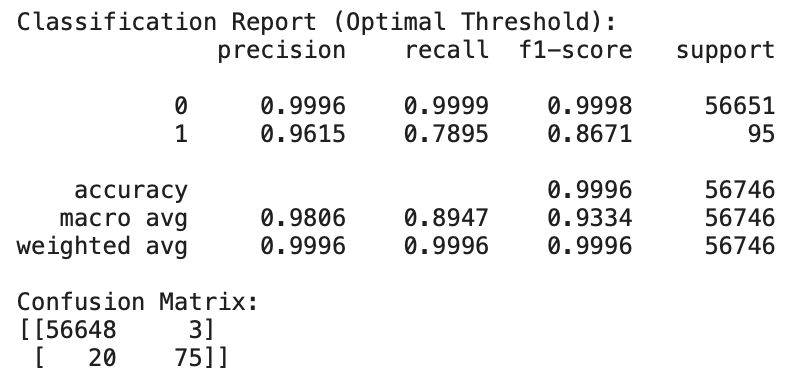 Classification Report (Optimal Threshold):
              precision    recall  f1-score   support

           0     0.9996    0.9999    0.9998     56651
           1     0.9615    0.7895    0.8671        95

    accuracy                         0.9996     56746
   macro avg     0.9806    0.8947    0.9334     56746
weighted avg     0.9996    0.9996    0.9996     56746

Confusion Matrix:
[[56648     3]
 [   20    75]]